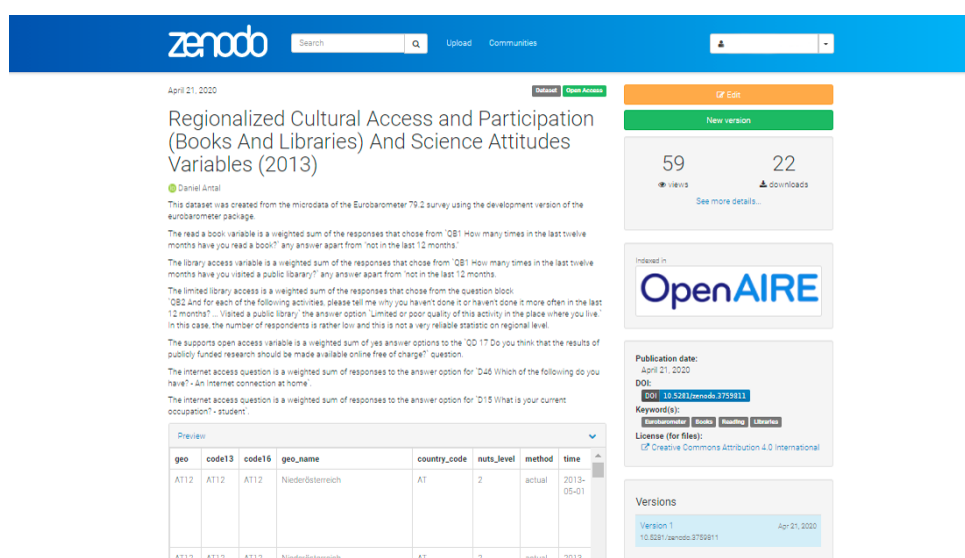 zenodo
Search
Upload Communities
April 21, 2020
Dataset Open Access
Regionalized Cultural Access and Participation
(Books And Libraries) And Science Attitudes
Variables (2013)
Daniel Antal
This dataset was created from the microdata of the Eurobarometer 79.2 survey using the development version of the
eurobarometer package.
The read a book variable is a weighted sum of the responses that chose from `QB1 How many times in the last twelve
months have you read a book?` any answer apart from 'not in the last 12 months.'
The library access variable is a weighted sum of the responses that chose from `QB1 How many times in the last twelve
months have you visited a public libarary?` any answer apart from 'not in the last 12 months.
The limited library access is a weighted sum of the responses that chose from the question block
`QB2 And for each of the following activities, please tell me why you haven't done it or haven't done it more often in the last
12 months? ... Visited a public library` the answer option `Limited or poor quality of this activity in the place where you live.`
In this case, the number of respondents is rather low and this is not a very reliable statistic on regional level.
The supports open access variable is a weighted sum of yes answer options to the `QD 17 Do you think that the results of
publicly funded research should be made available online free of charge?` question.
The internet access question is a weighted sum of responses to the answer option for `D46 Which of the following do you
have? - An Internet connection at home`.
The internet access question is a weighted sum of responses to the answer option for `D15 What is your current
occupation? - student`.
Preview
geo code13 code16 geo_name country_code nuts_level method time
AT12 AT12 AT12 Niederösterreich AT 2 actual 2013-
05-01
AT12 AT12 AT12 Niederösterreich AT 2 actual 2013-
Edit
New version
59 22
views downloads
See more details...
Indexed in
OpenAIRE
Publication date:
April 21, 2020
DOI:
DOI 10.5281/zenodo.3759811
Keyword(s):
Eurobarometer Books Reading Libraries
License (for files):
Creative Commons Attribution 4.0 International
Versions
Version 1 Apr 21, 2020
10.5281/zenodo.3759811